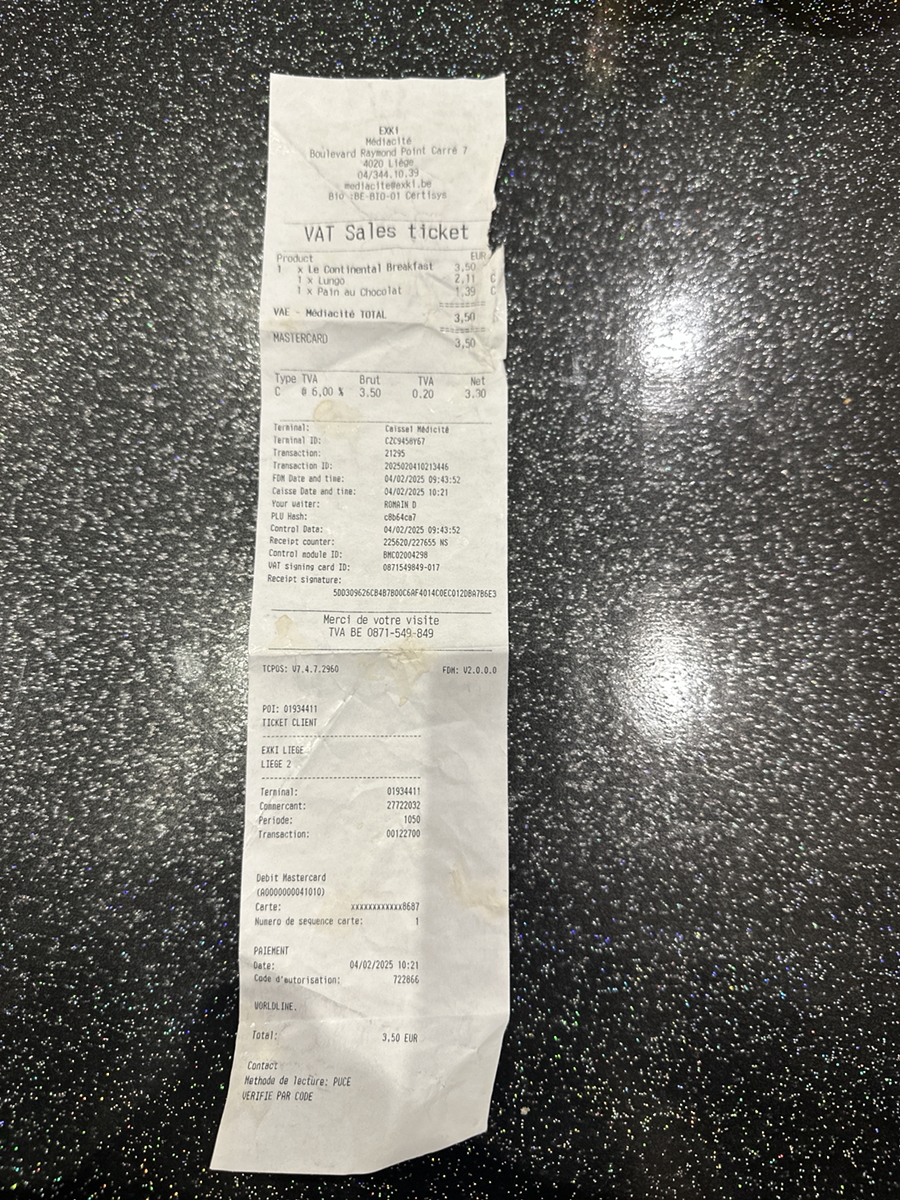 EXKI
Médiacité
Boulevard Raymond Point Carré 7
4020 Liège
04/344.10.39
mediacite@exki.be
BIO :BE-BIO-01 Certisys
VAT Sales ticket
Product EUR
1 x Le Continental Breakfast 3,50
1 x Lungo 2,11 C
1 x Pain au Chocolat 1,39 C
VAE - Médiacité TOTAL 3,50
MASTERCARD 3,50
Type TVA Brut TVA Net
C @ 6,00 % 3.50 0.20 3.30
Terminal: Caisse1 Médicité
Terminal ID: CZC9458Y67
Transaction: 21295
Transaction ID: 2025020410213446
FDM Date and time: 04/02/2025 09:43:52
Caisse Date and time: 04/02/2025 10:21
Your waiter: ROMAIN D
PLU Hash: c8b64ca7
Control Data: 04/02/2025 09:43:52
Receipt counter: 225620/227655 NS
Control module ID: BMC02004298
VAT signing card ID: 0871549849-017
Receipt signature:
5DD309626CB4B7B00C6AF4014C0EC012DBA7B6E3
Merci de votre visite
TVA BE 0871-549-849
TCPOS: V7.4.7.2960 FDM: V2.0.0.0
POI: 01934411
TICKET CLIENT
EXKI LIEGE
LIEGE 2
Terminal: 01934411
Commercant: 27722032
Periode: 1050
Transaction: 00122700
Debit Mastercard
(A0000000041010)
Carte: xxxxxxxxxxxx8687
Numero de sequence carte: 1
PAIEMENT
Date: 04/02/2025 10:21
Code d'autorisation: 722866
WORLDLINE.
Total: 3,50 EUR
Contact
Methode de lecture: PUCE
VERIFIE PAR CODE